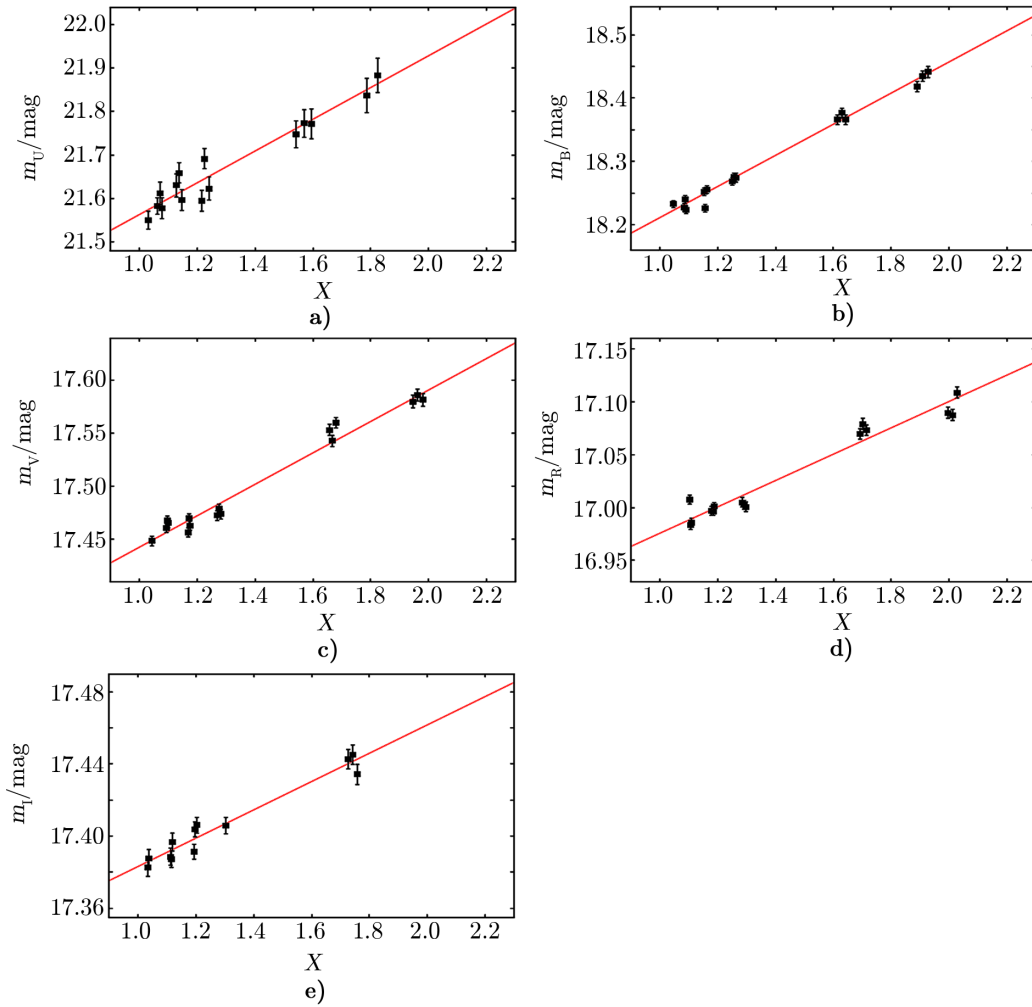 22.0
21.9
21.8
21.7
21.6
21.5
m_U/mag
1.0 1.2 1.4 1.6 1.8 2.0 2.2
X
a)
18.5
18.4
18.3
18.2
m_B/mag
1.0 1.2 1.4 1.6 1.8 2.0 2.2
X
b)
17.60
17.55
17.50
17.45
m_V/mag
1.0 1.2 1.4 1.6 1.8 2.0 2.2
X
c)
17.15
17.10
17.05
17.00
16.95
m_R/mag
1.0 1.2 1.4 1.6 1.8 2.0 2.2
X
d)
17.48
17.44
17.40
17.36
m_I/mag
1.0 1.2 1.4 1.6 1.8 2.0 2.2
X
e)